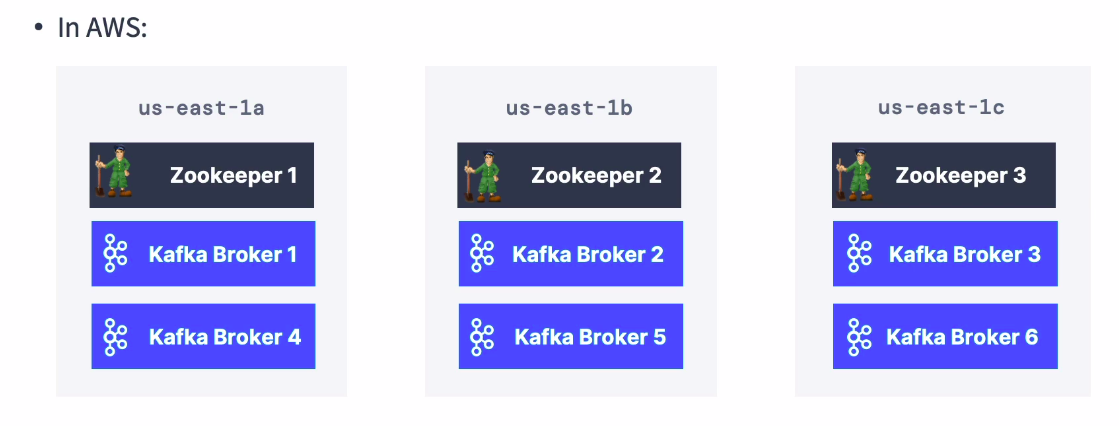 • In AWS:
us-east-1a
Zookeeper 1
Kafka Broker 1
Kafka Broker 4
us-east-1b
Zookeeper 2
Kafka Broker 2
Kafka Broker 5
us-east-1c
Zookeeper 3
Kafka Broker 3
Kafka Broker 6